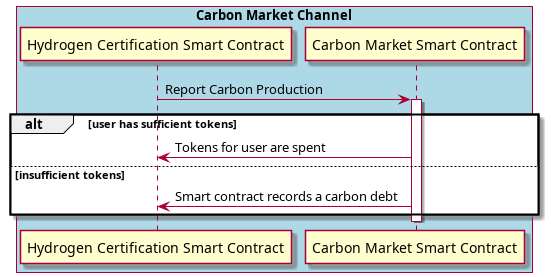 Carbon Market Channel
Hydrogen Certification Smart Contract
Carbon Market Smart Contract
Report Carbon Production
alt
[user has sufficient tokens]
Tokens for user are spent
[insufficient tokens]
Smart contract records a carbon debt
Hydrogen Certification Smart Contract
Carbon Market Smart Contract